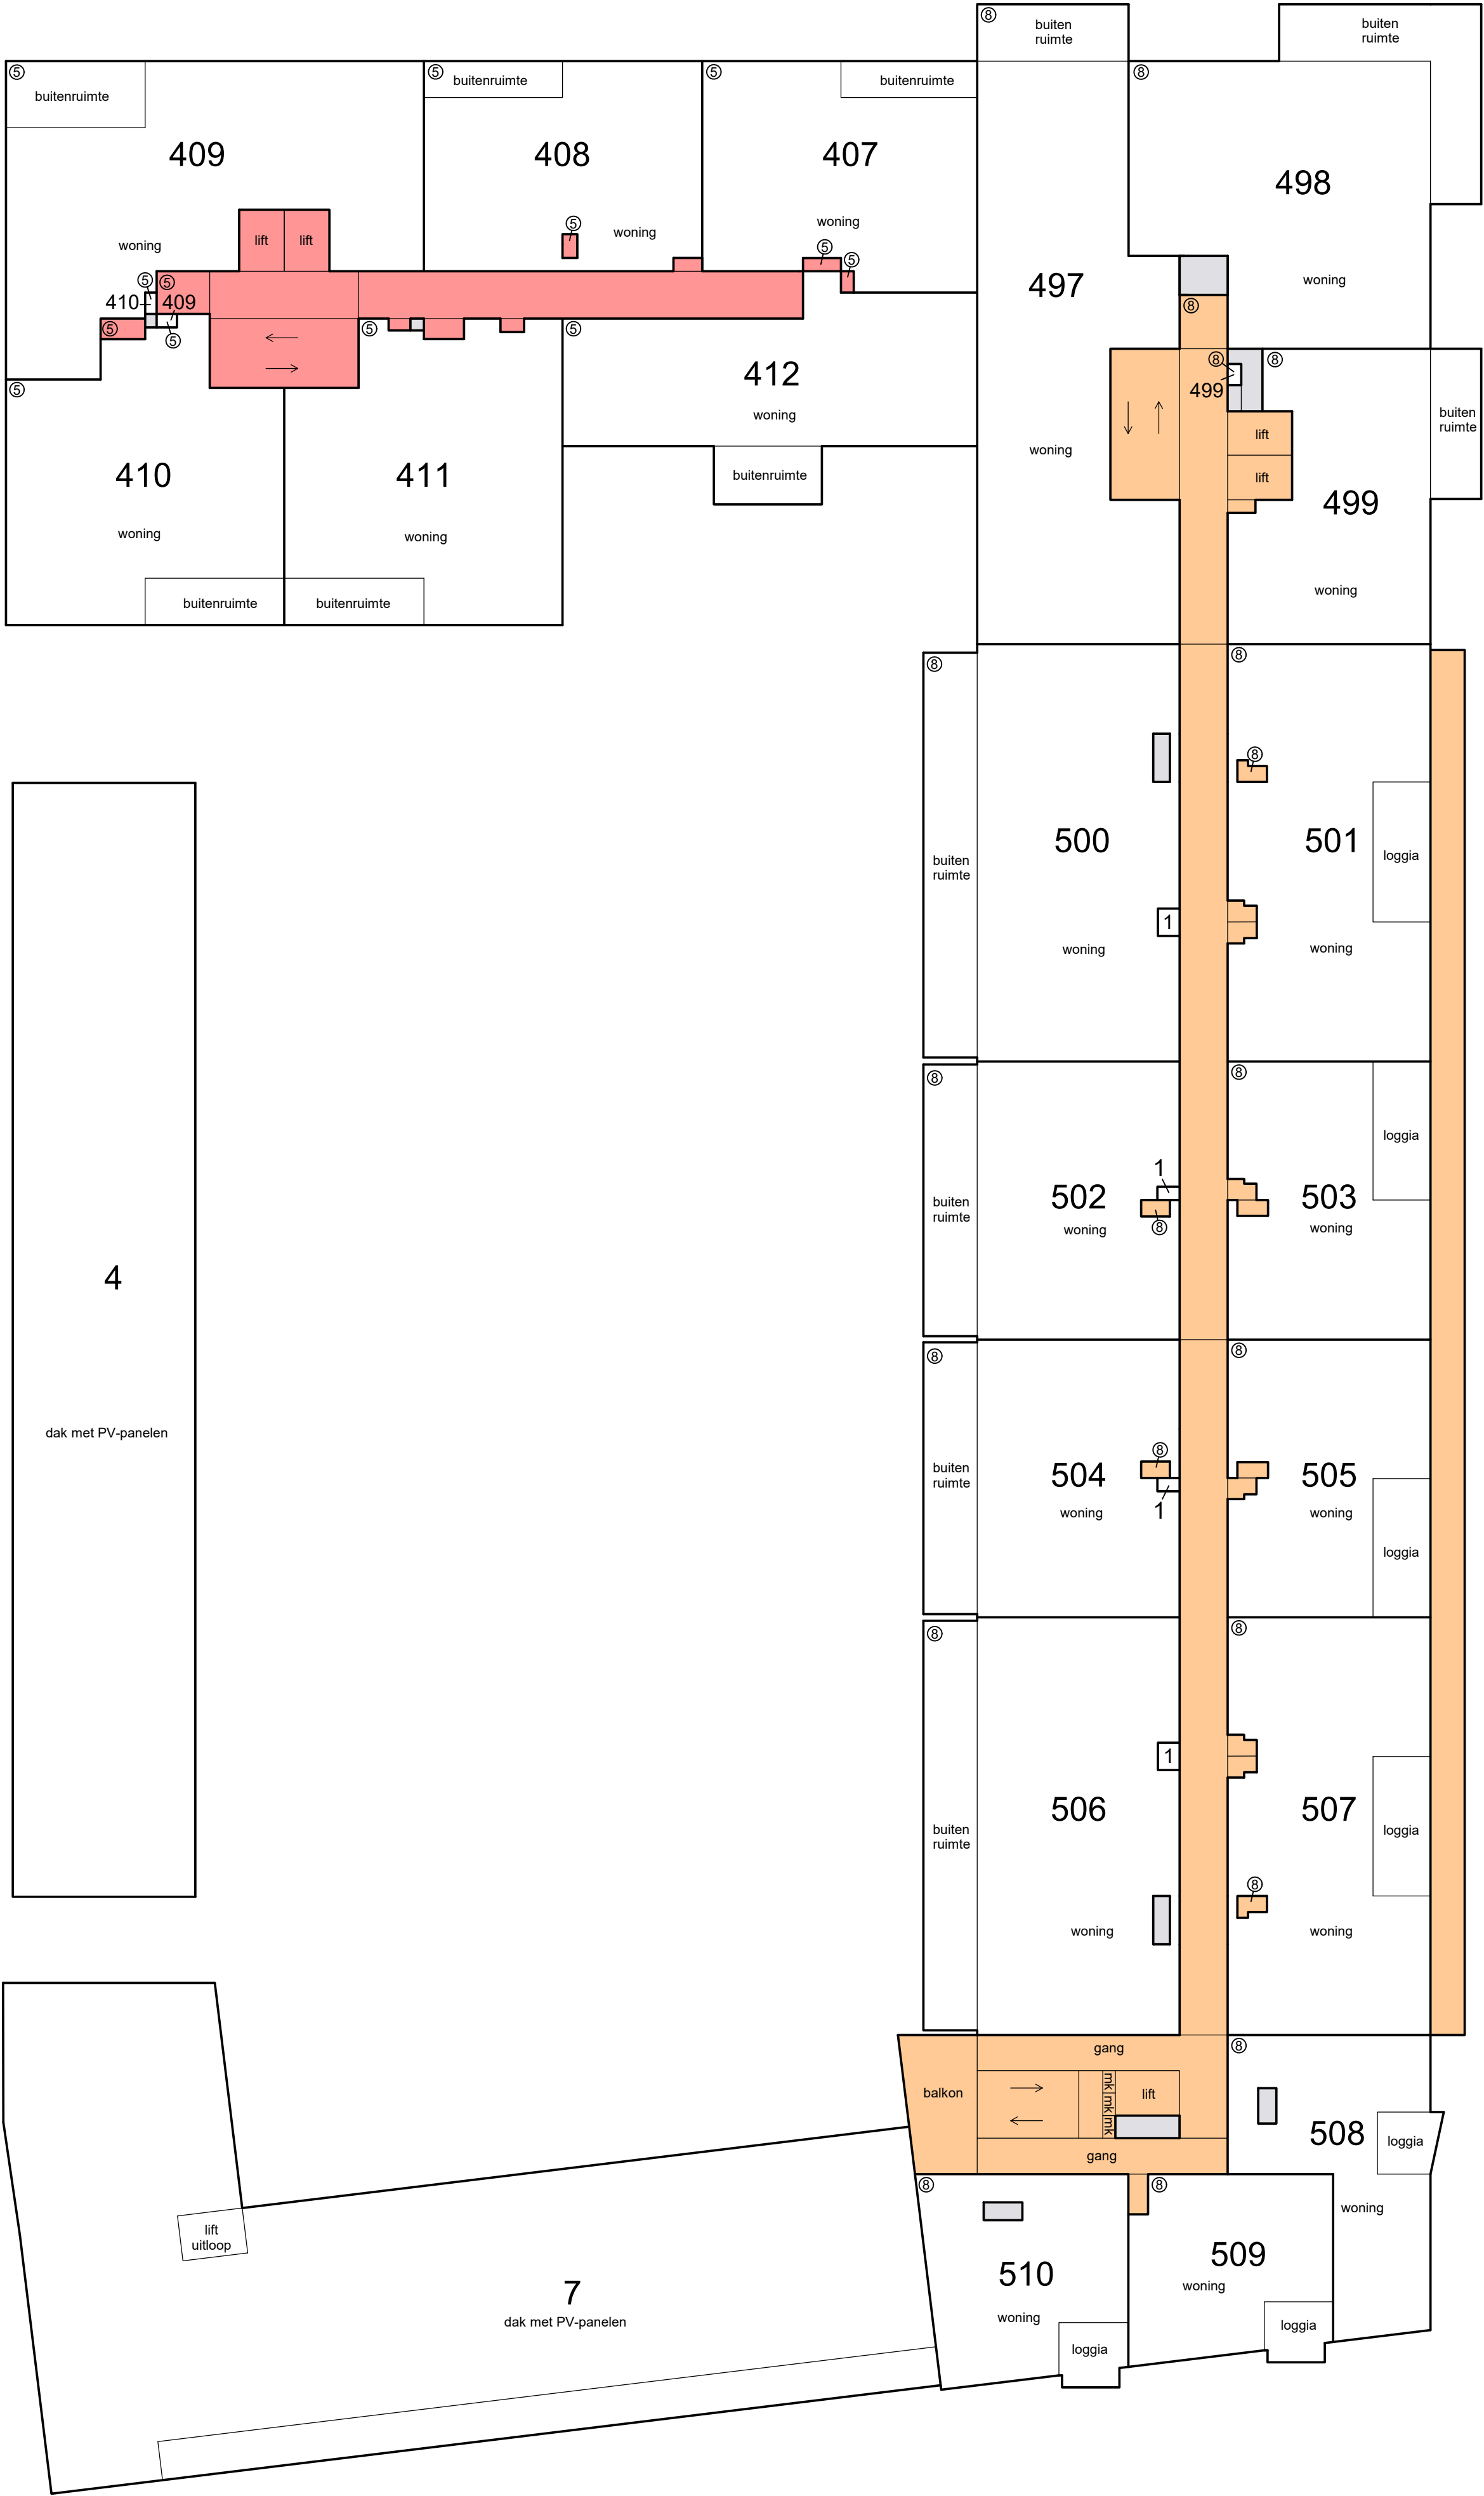 ⑧
buiten
ruimte
buiten
ruimte
⑤
buitenruimte
⑤
buitenruimte
⑤
buitenruimte
⑧
409
408
407
498
woning
lift
lift
⑤
woning
woning
⑤
⑤
497
woning
⑤
410
⑤
409
⑤
⑤
⑤
⑤
⑧
412
woning
⑤
⑧
499
⑧
buiten
ruimte
woning
lift
lift
410
411
buitenruimte
499
woning
woning
woning
buitenruimte
buitenruimte
⑧
⑧
⑧
500
501
buiten
ruimte
loggia
1
woning
woning
⑧
⑧
loggia
1
502
503
buiten
ruimte
⑧
woning
woning
4
⑧
⑧
dak met PV-panelen
⑧
504
505
buiten
ruimte
1
woning
woning
loggia
⑧
⑧
1
506
507
buiten
ruimte
loggia
⑧
woning
woning
gang
⑧
balkon
mk
mk
mk
lift
508
loggia
gang
⑧
⑧
woning
lift
uitloop
509
woning
510
woning
7
dak met PV-panelen
loggia
loggia